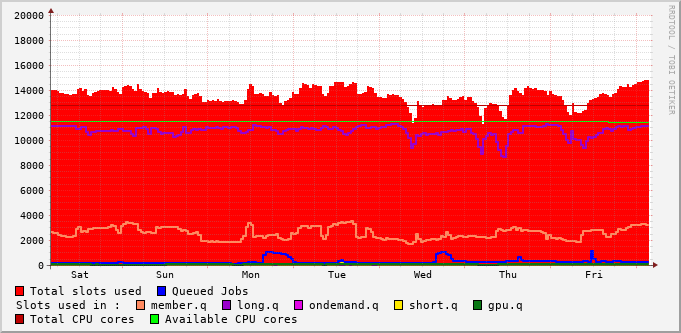 20000
18000
16000
14000
12000
10000
8000
6000
4000
2000
0
Sat Sun Mon Tue Wed Thu Fri
RRDTOOL / TOBI OETIKER
Total slots used Queued Jobs
Slots used in : member.q long.q ondemand.q short.q gpu.q
Total CPU cores Available CPU cores